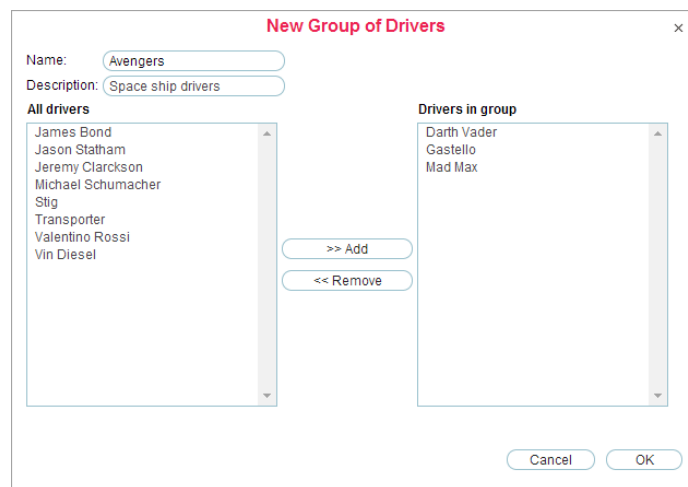 New Group of Drivers
×
Name: Avengers
Description: Space ship drivers
All drivers
James Bond
Jason Statham
Jeremy Clarckson
Michael Schumacher
Stig
Transporter
Valentino Rossi
Vin Diesel
>> Add
<< Remove
Drivers in group
Darth Vader
Gastello
Mad Max
Cancel
OK